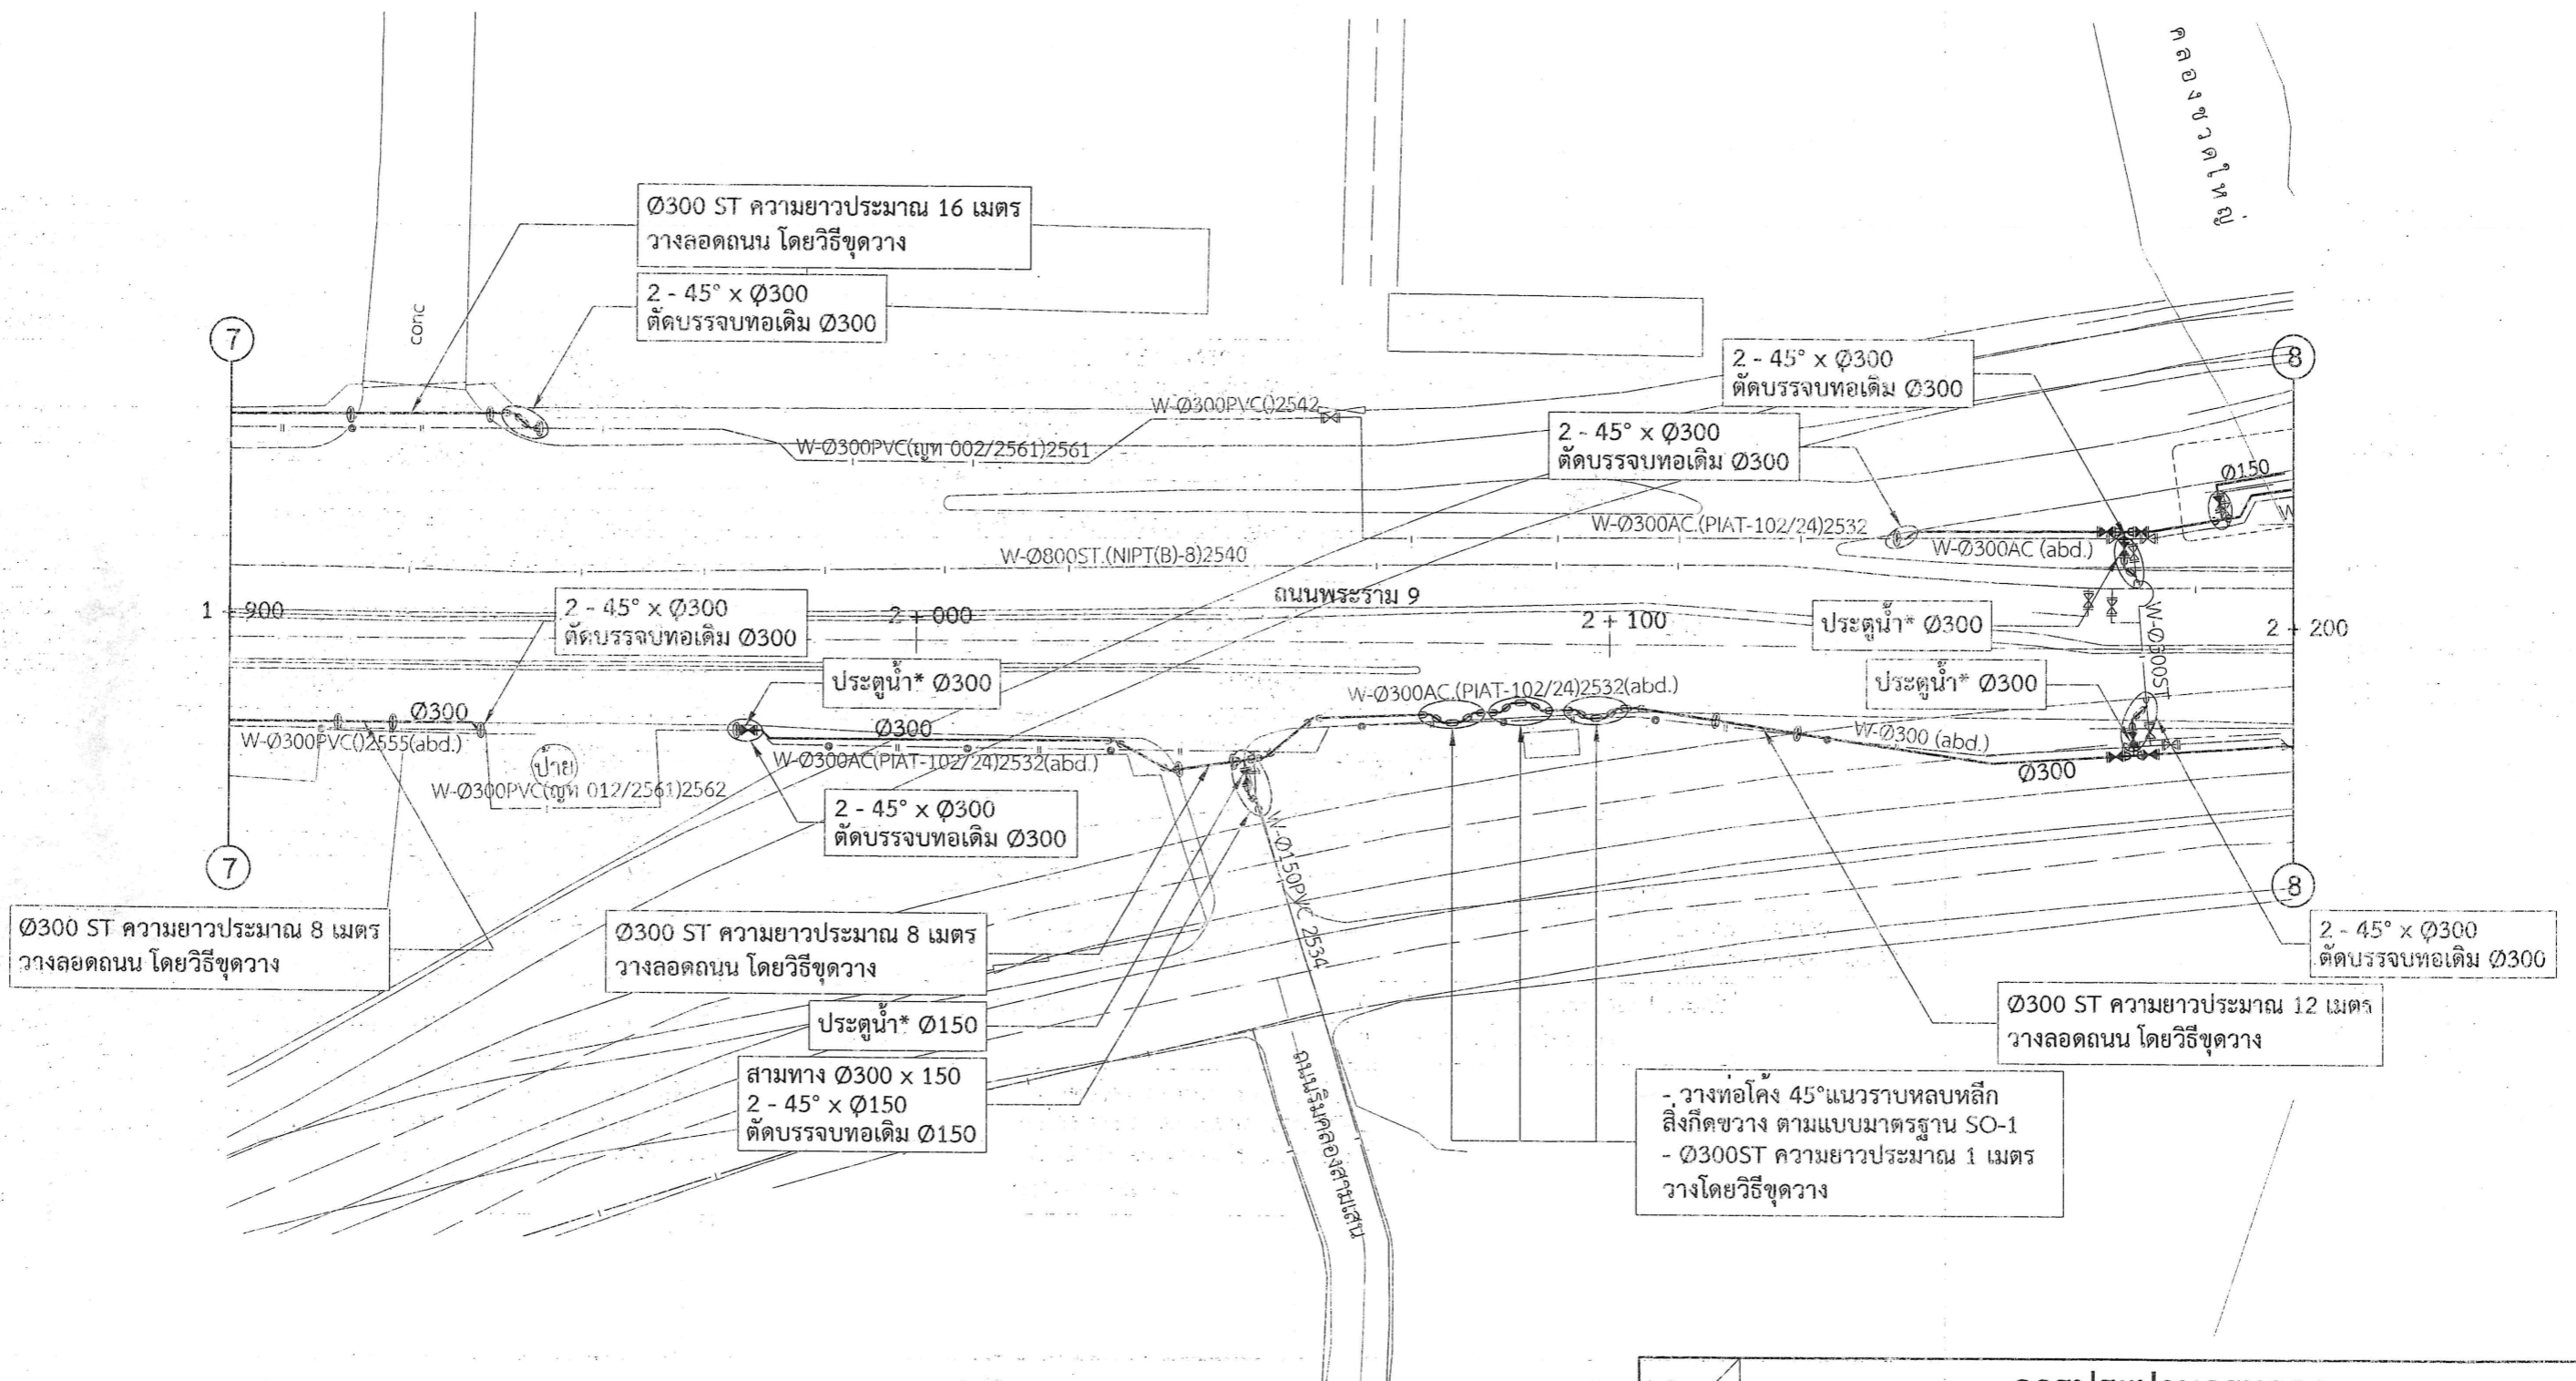 คลองขวดใหญ่
Ø300 ST ความยาวประมาณ 16 เมตร
วางลอดถนน โดยวิธีขุดวาง
2 - 45° x Ø300
ตัดบรรจบทอเดิม Ø300
conc
7
8
2 - 45° x Ø300
ตัดบรรจบทอเดิม Ø300
W-Ø300PVC()2542
2 - 45° x Ø300
ตัดบรรจบทอเดิม Ø300
W-Ø300PVC(ญท 002/2561)2561
Ø150
W-Ø300AC.(PIAT-102/24)2532
W
W-Ø300AC (abd.)
W-Ø800ST.(NIPT(B)-8)2540
ถนนพระราม 9
1 + 900
2 - 45° x Ø300
ตัดบรรจบทอเดิม Ø300
2 + 000
2 + 100
ประตูน้ำ* Ø300
2 + 200
W-Ø300ST
ประตูน้ำ* Ø300
W-Ø300AC.(PIAT-102/24)2532(abd.)
ประตูน้ำ* Ø300
Ø300
W-Ø300PVC()2555(abd.)
Ø300
W-Ø300 (abd.)
ป้าย
W-Ø300AC(PIAT-102/24)2532(abd.)
Ø300
W-Ø300PVC(ญท 012/2561)2562
2 - 45° x Ø300
ตัดบรรจบทอเดิม Ø300
W-Ø150PVC 2534
7
8
Ø300 ST ความยาวประมาณ 8 เมตร
วางลอดถนน โดยวิธีขุดวาง
Ø300 ST ความยาวประมาณ 8 เมตร
วางลอดถนน โดยวิธีขุดวาง
2 - 45° x Ø300
ตัดบรรจบทอเดิม Ø300
ประตูน้ำ* Ø150
Ø300 ST ความยาวประมาณ 12 เมตร
วางลอดถนน โดยวิธีขุดวาง
สามทาง Ø300 x 150
2 - 45° x Ø150
ตัดบรรจบทอเดิม Ø150
ถนนริมคลองสามเสน
- วางท่อโค้ง 45°แนวราบหลบหลีก
สิ่งกีดขวาง ตามแบบมาตรฐาน SO-1
- Ø300ST ความยาวประมาณ 1 เมตร
วางโดยวิธีขุดวาง